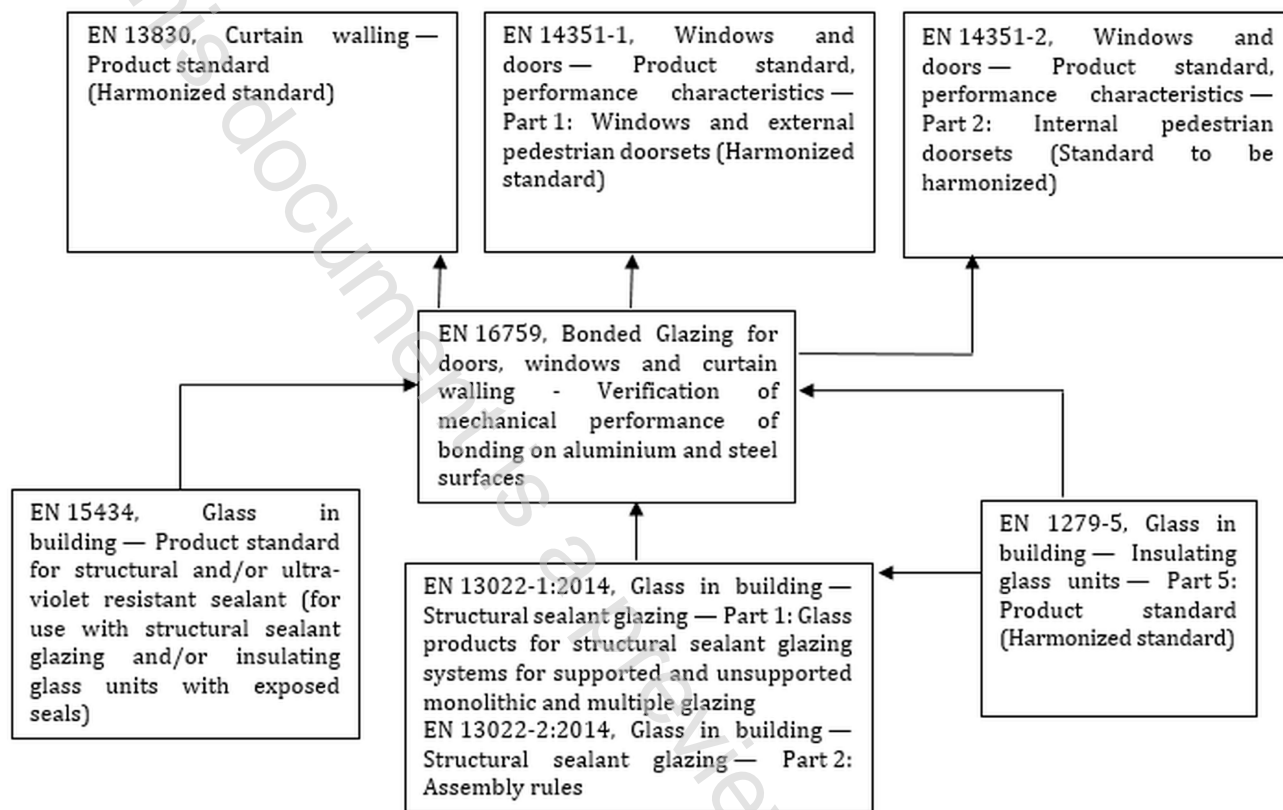 EN 13830, Curtain walling —
Product standard
(Harmonized standard)
EN 14351-1, Windows and
doors — Product standard,
performance characteristics —
Part 1: Windows and external
pedestrian doorsets (Harmonized
standard)
EN 14351-2, Windows and
doors — Product standard,
performance characteristics —
Part 2: Internal pedestrian
doorsets (Standard to be
harmonized)
EN 16759, Bonded Glazing for
doors, windows and curtain
walling - Verification of
mechanical performance of
bonding on aluminium and steel
surfaces
EN 15434, Glass in
building — Product standard
for structural and/or ultra-
violet resistant sealant (for
use with structural sealant
glazing and/or insulating
glass units with exposed
seals)
EN 13022-1:2014, Glass in building —
Structural sealant glazing — Part 1: Glass
products for structural sealant glazing
systems for supported and unsupported
monolithic and multiple glazing
EN 13022-2:2014, Glass in building —
Structural sealant glazing — Part 2:
Assembly rules
EN 1279-5, Glass in
building — Insulating
glass units — Part 5:
Product standard
(Harmonized standard)
document is a